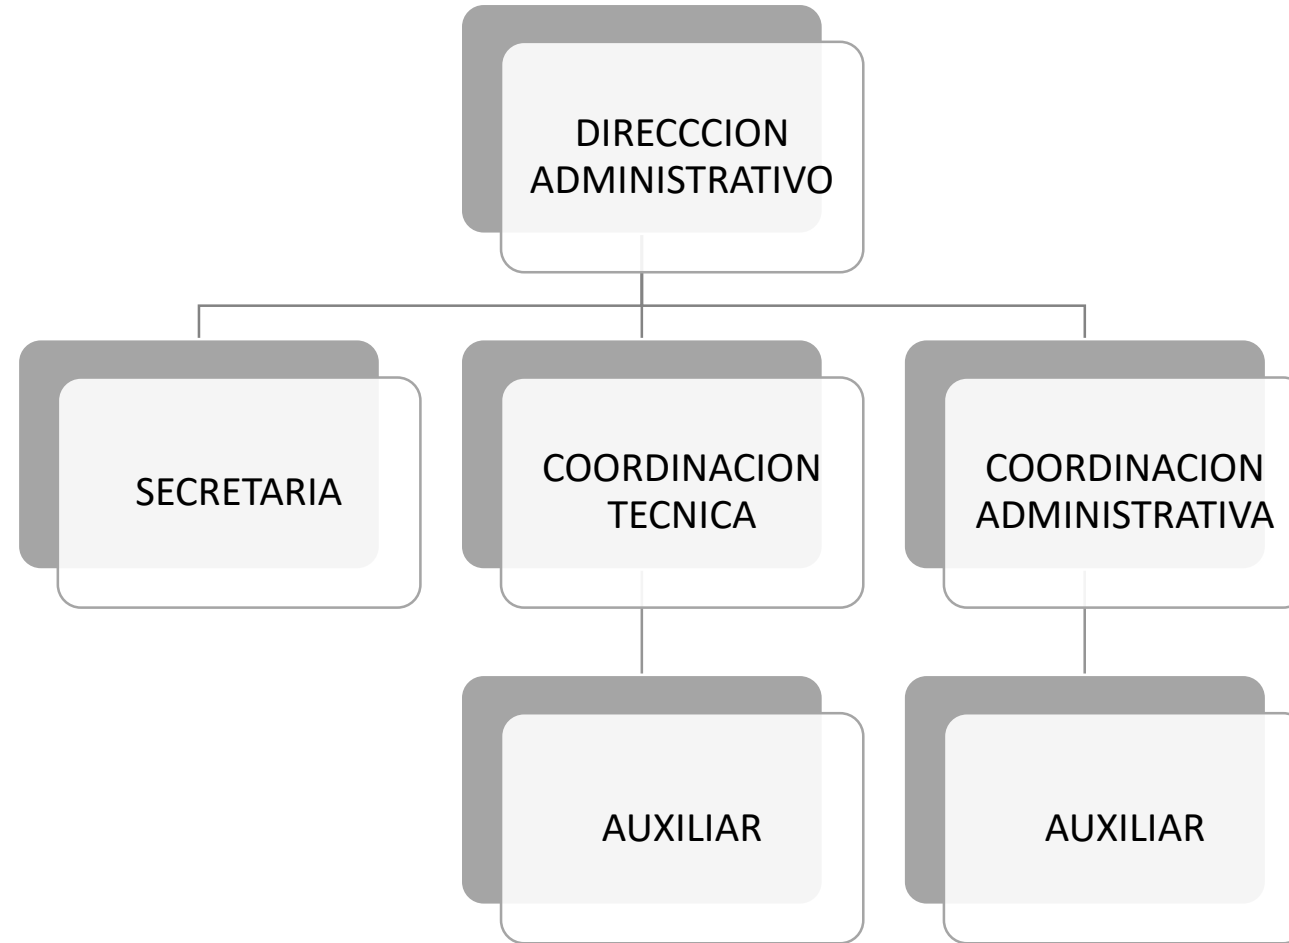 DIRECCCION
ADMINISTRATIVO
SECRETARIA
COORDINACION
TECNICA
COORDINACION
ADMINISTRATIVA
AUXILIAR
AUXILIAR